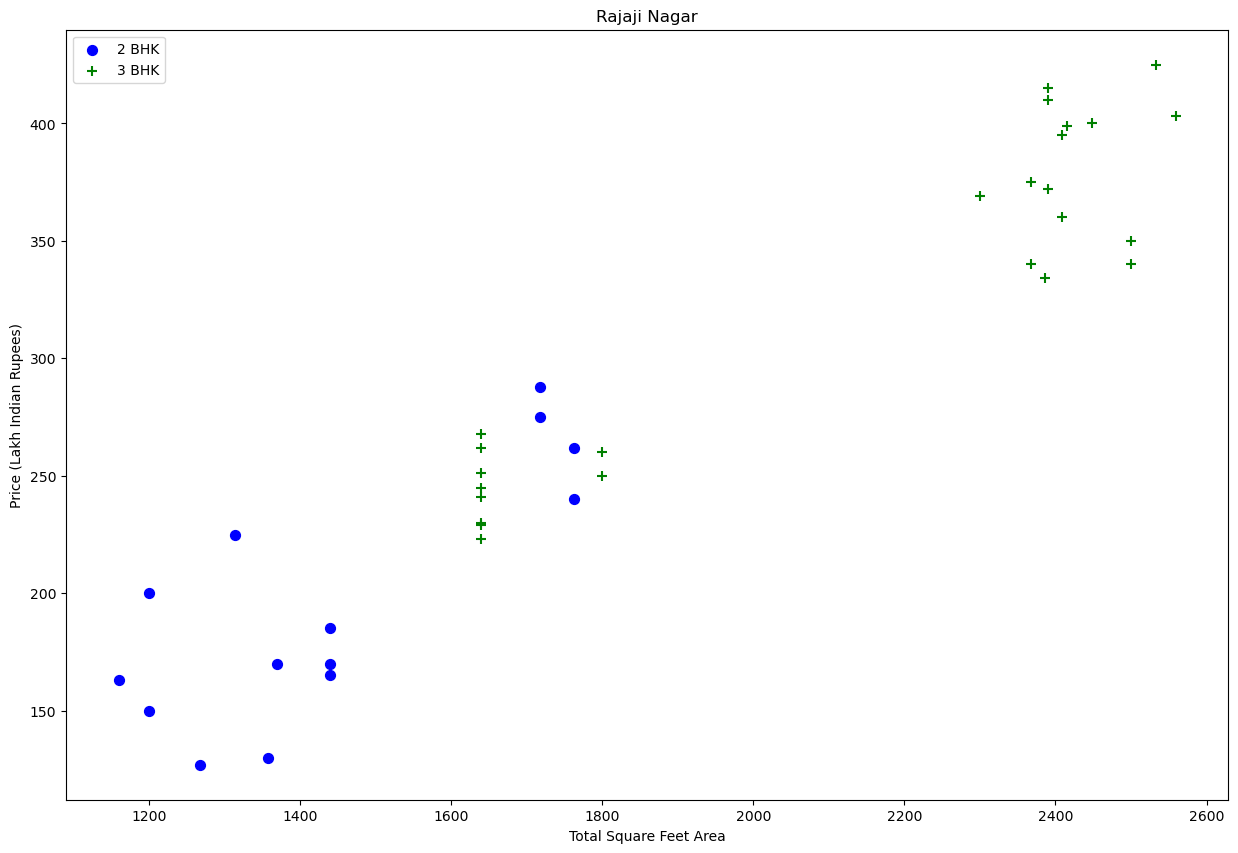 Rajaji Nagar
2 BHK
3 BHK
400
350
300
250
200
150
Price (Lakh Indian Rupees)
1200 1400 1600 1800 2000 2200 2400 2600
Total Square Feet Area